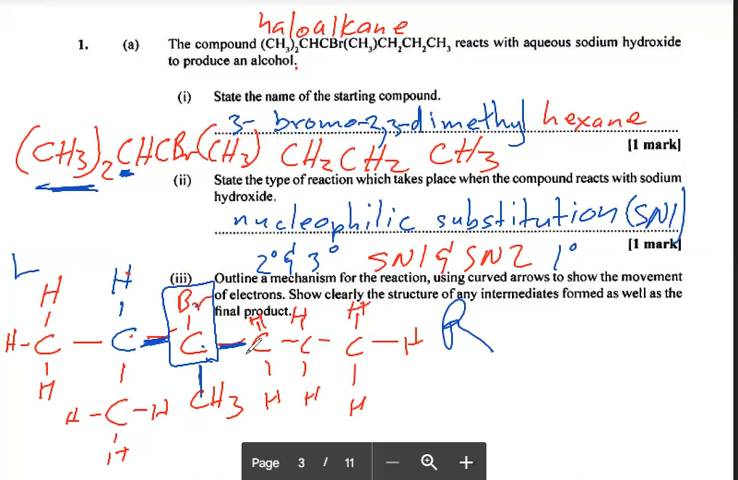 haloalkane
1. (a) The compound (CH₃)₂CHCBr(CH₃)CH₂CH₂CH₃ reacts with aqueous sodium hydroxide
to produce an alcohol.
(i) State the name of the starting compound.
3- bromo-2,3-dimethyl hexane
[1 mark]
(CH3)2CHCBr(CH3) CH2CH2 CH3
(ii) State the type of reaction which takes place when the compound reacts with sodium
hydroxide.
nucleophilic substitution (SN1)
[1 mark]
2° & 3° SN1 & SN2 1°
(iii) Outline a mechanism for the reaction, using curved arrows to show the movement
of electrons. Show clearly the structure of any intermediates formed as well as the
final product.
L R
H H Br H H H
H-C — C — C — C -C - C — H
H CH3 H H H
H-C-H
H
Page 3 / 11 — +